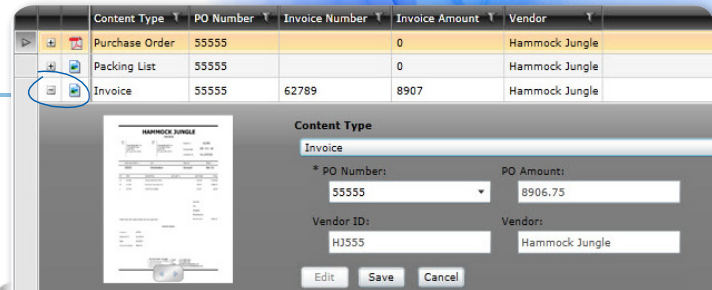 Content Type PO Number Invoice Number Invoice Amount Vendor
Purchase Order 55555 0 Hammock Jungle
Packing List 55555 0 Hammock Jungle
Invoice 55555 62789 8907 Hammock Jungle
HAMMOCK JUNGLE
Content Type
Invoice
* PO Number: PO Amount:
55555 8906.75
Vendor ID: Vendor:
HJ555 Hammock Jungle
Edit Save Cancel